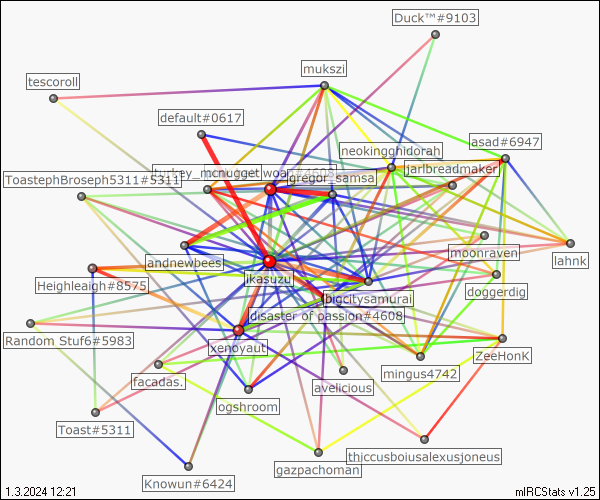 Duck™#9103
mukszi
tescoroll
default#0617
asad#6947
neokingghidorah
jarlbreadmaker
turkey_mcnugget
woaj#4608
gregor_samsa
ToastephBroseph5311#5311
lahnk
moonraven
andnewbees
ikasuzu
Heighleaigh#8575
doggerdig
bigcitysamurai
disaster of passion#4608
Random Stuf6#5983
xenoyaut
ZeeHonK
mingus4742
facadas.
avelicious
ogshroom
Toast#5311
thiccusboiusalexusjoneus
gazpachoman
Knowun#6424
1.3.2024 12:21
mIRCStats v1.25